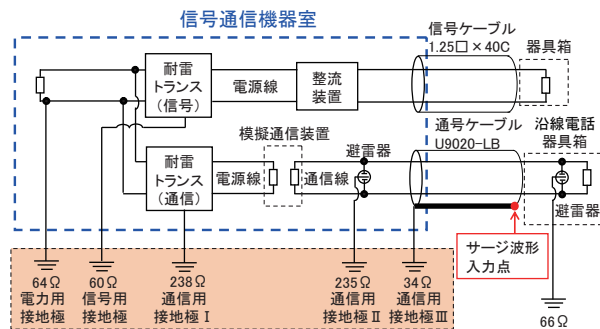 信号通信機器室
信号ケーブル
1.25□×40C
器具箱
耐雷
トランス
(信号)
電源線
整流
装置
模擬通信装置
避雷器
通号ケーブル
U9020-LB
沿線電話
器具箱
耐雷
トランス
(通信)
電源線
通信線
避雷器
サージ波形
入力点
64Ω
電力用
接地極
60Ω
信号用
接地極
238Ω
通信用
接地極Ⅰ
235Ω
通信用
接地極Ⅱ
34Ω
通信用
接地極Ⅲ
66Ω